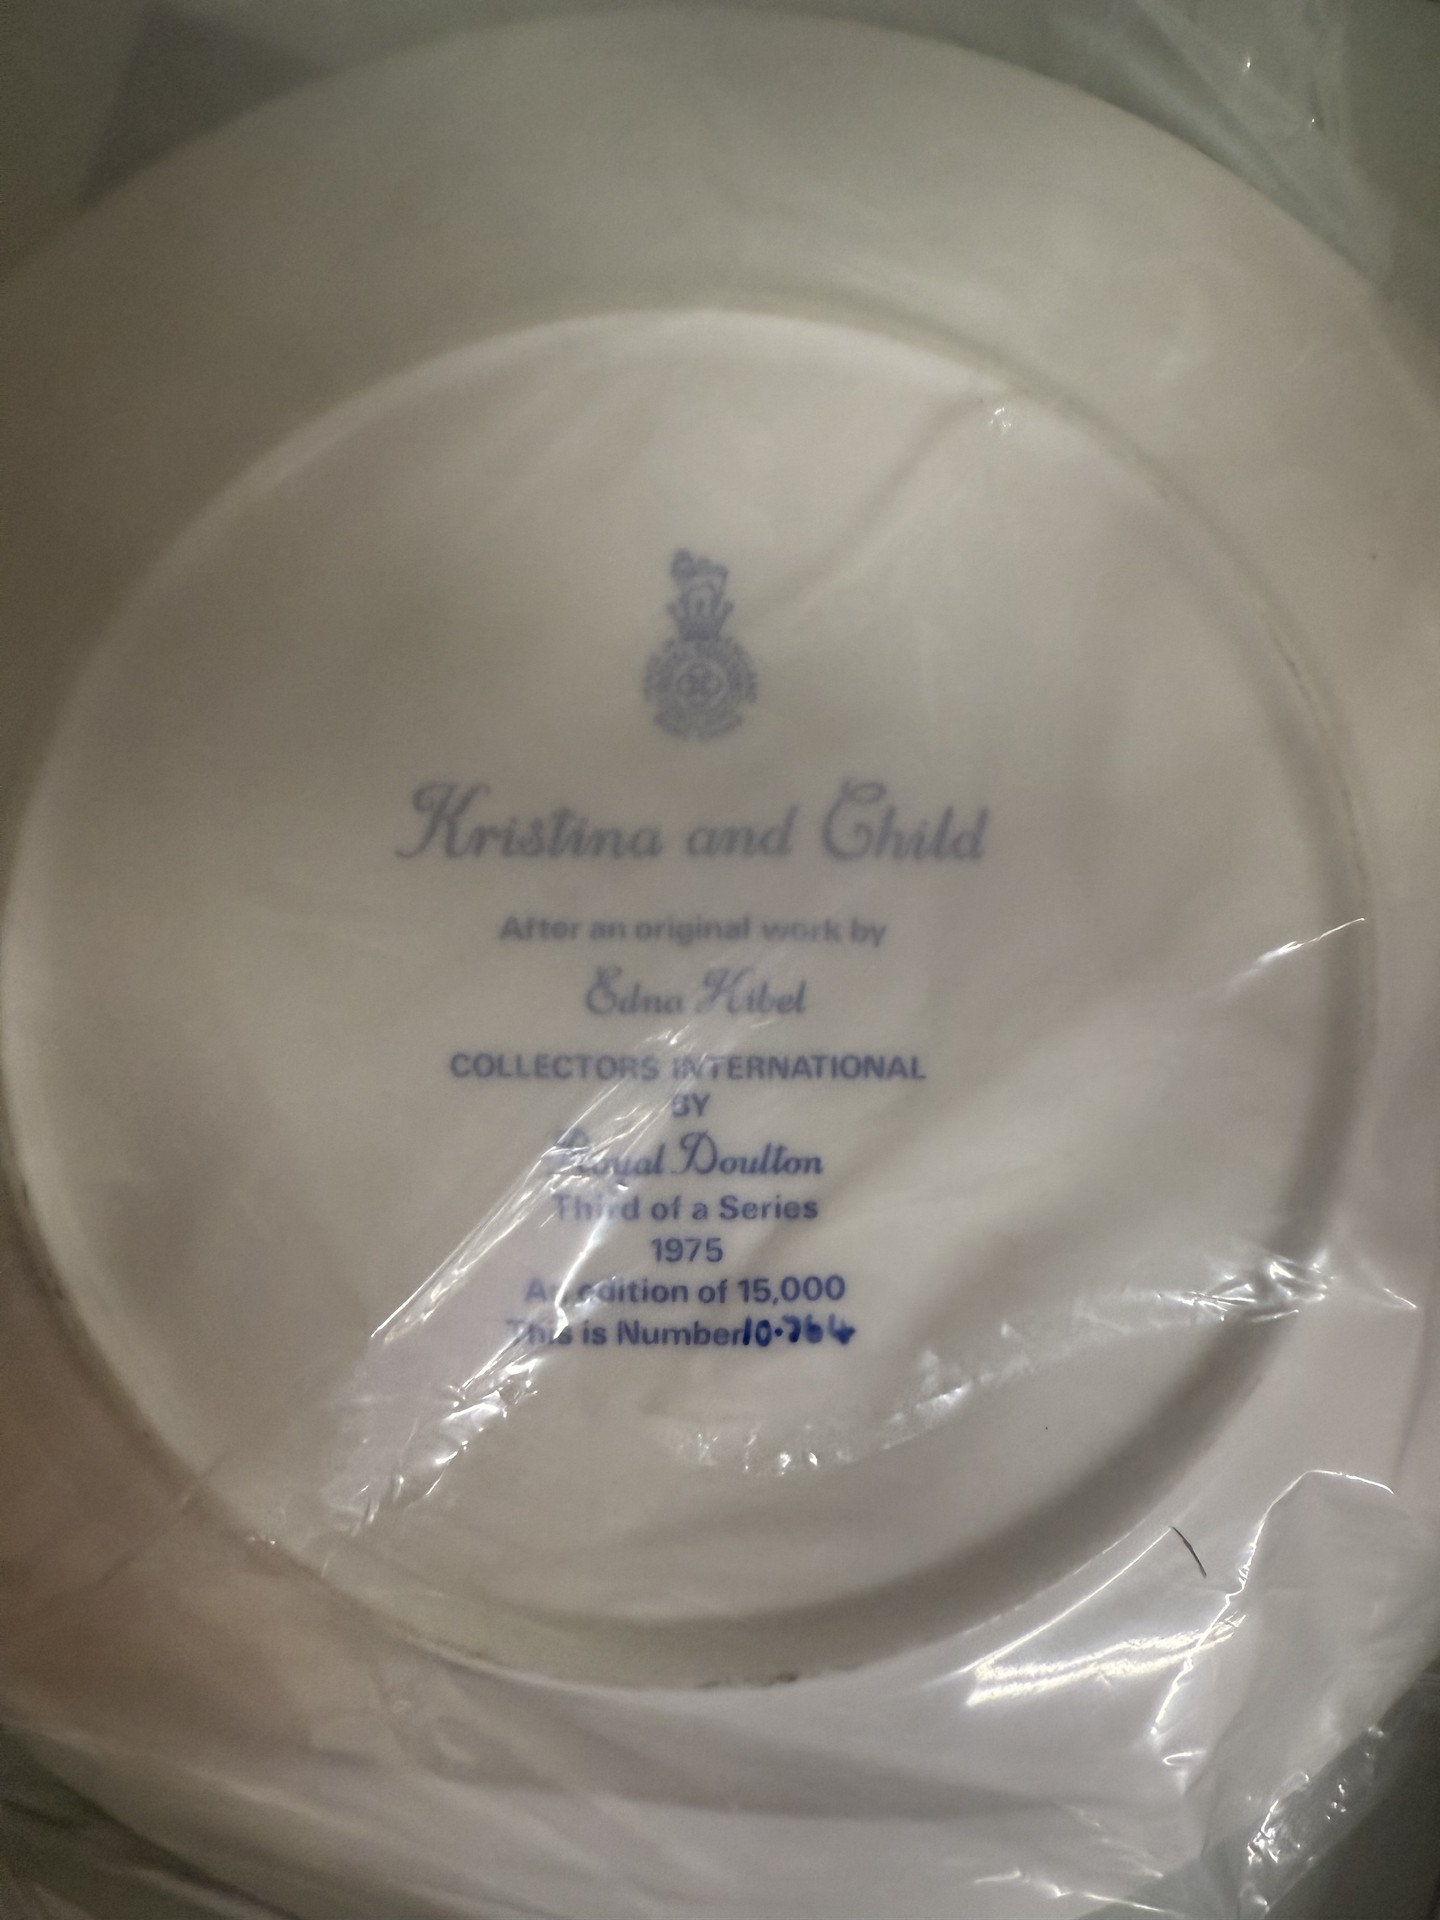 Kristina and Child
After an original work by
Edna Hibel
COLLECTORS INTERNATIONAL
BY
Royal Doulton
Third of a Series
1975
An edition of 15,000
This is Number 10.764